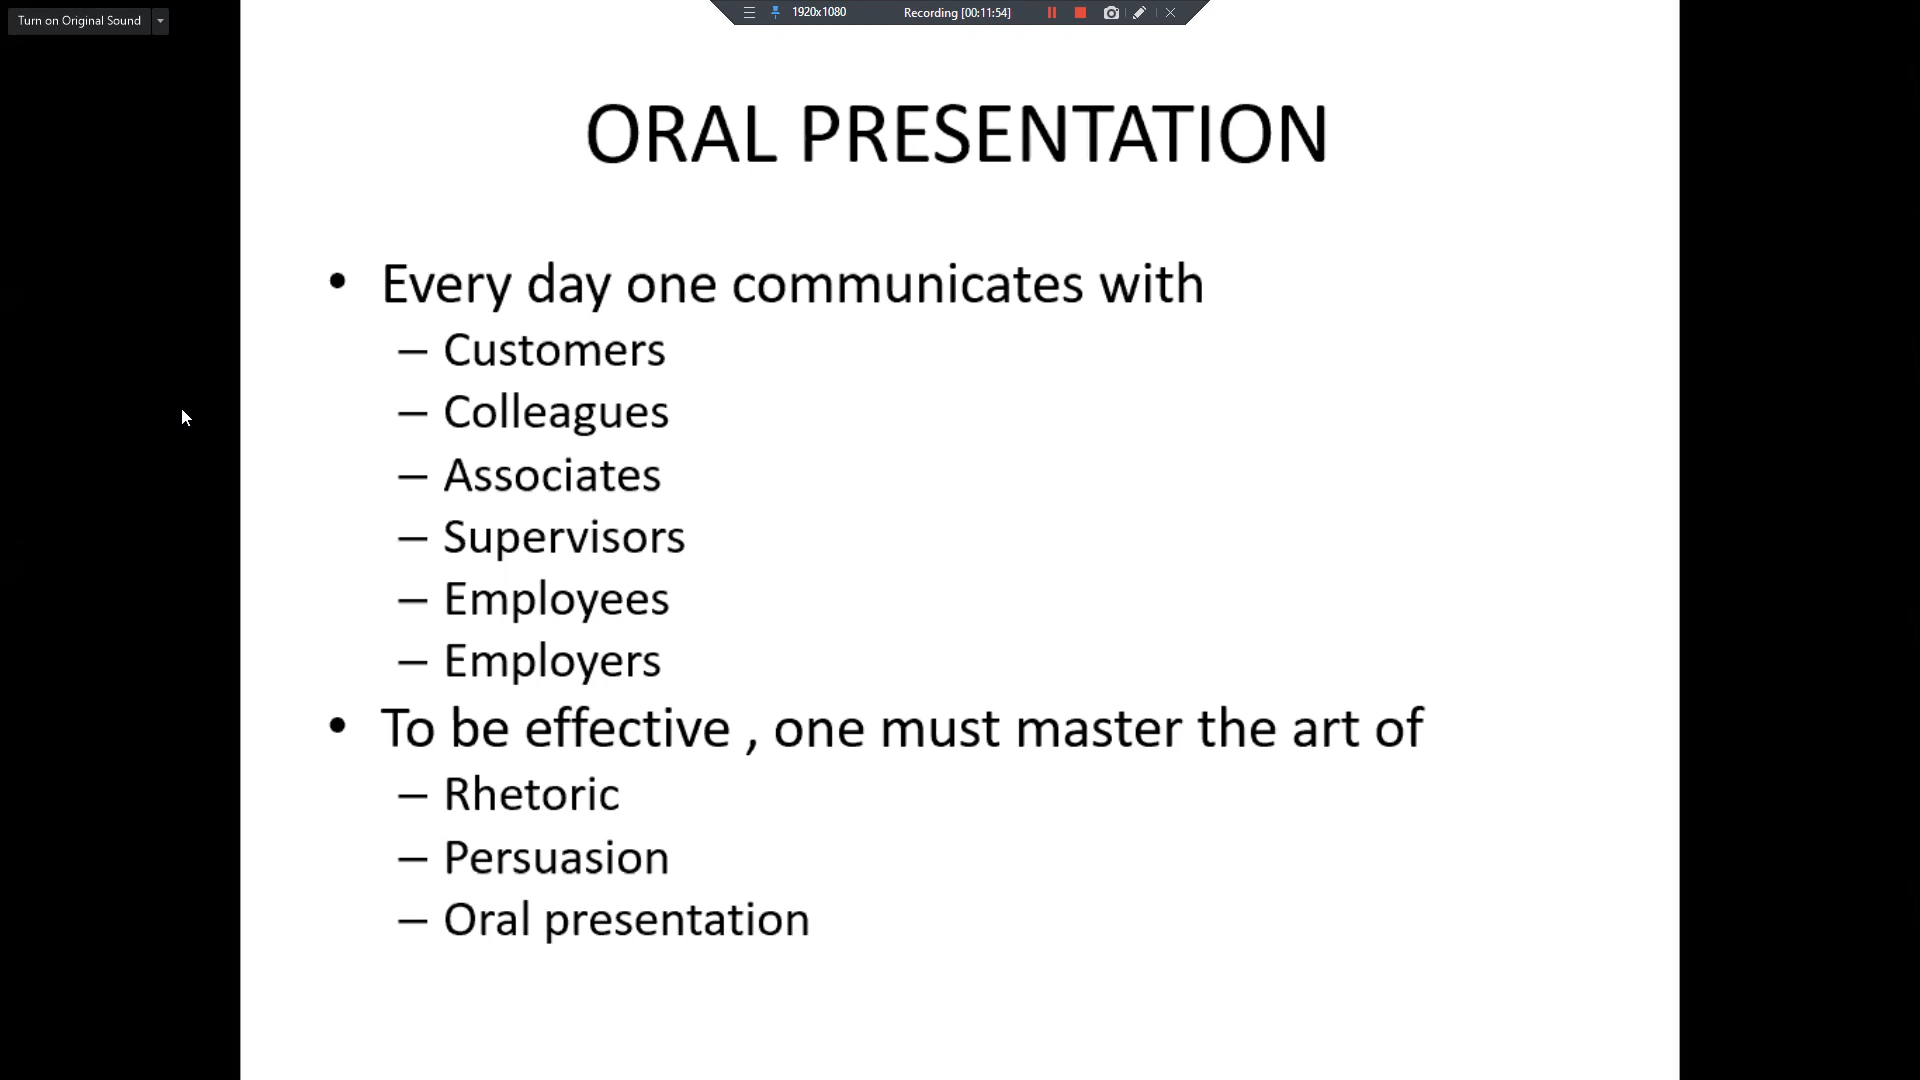 Turn on Original Sound
1920x1080
Recording [00:11:54]
ORAL PRESENTATION
• Every day one communicates with
– Customers
– Colleagues
– Associates
– Supervisors
– Employees
– Employers
• To be effective , one must master the art of
– Rhetoric
– Persuasion
– Oral presentation